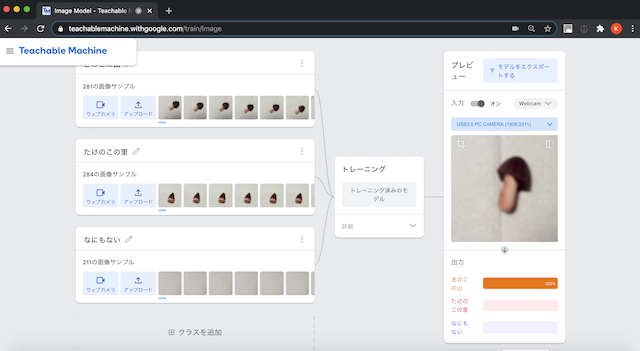 Image Model - Teachable M
teachablemachine.withgoogle.com/train/image
K
Teachable Machine
きのこの山
281の画像サンプル
ウェブカメラ
アップロード
たけのこの里
284の画像サンプル
ウェブカメラ
アップロード
なにもない
211の画像サンプル
ウェブカメラ
アップロード
クラスを追加
トレーニング
トレーニング済みのモ
デル
詳細
プレビ
ュー
モデルをエクスポー
トする
入力
オン
Webcam
USB2.0 PC CAMERA (1908:2311)
出力
きのこ
の山
100%
たけの
この里
なにも
ない